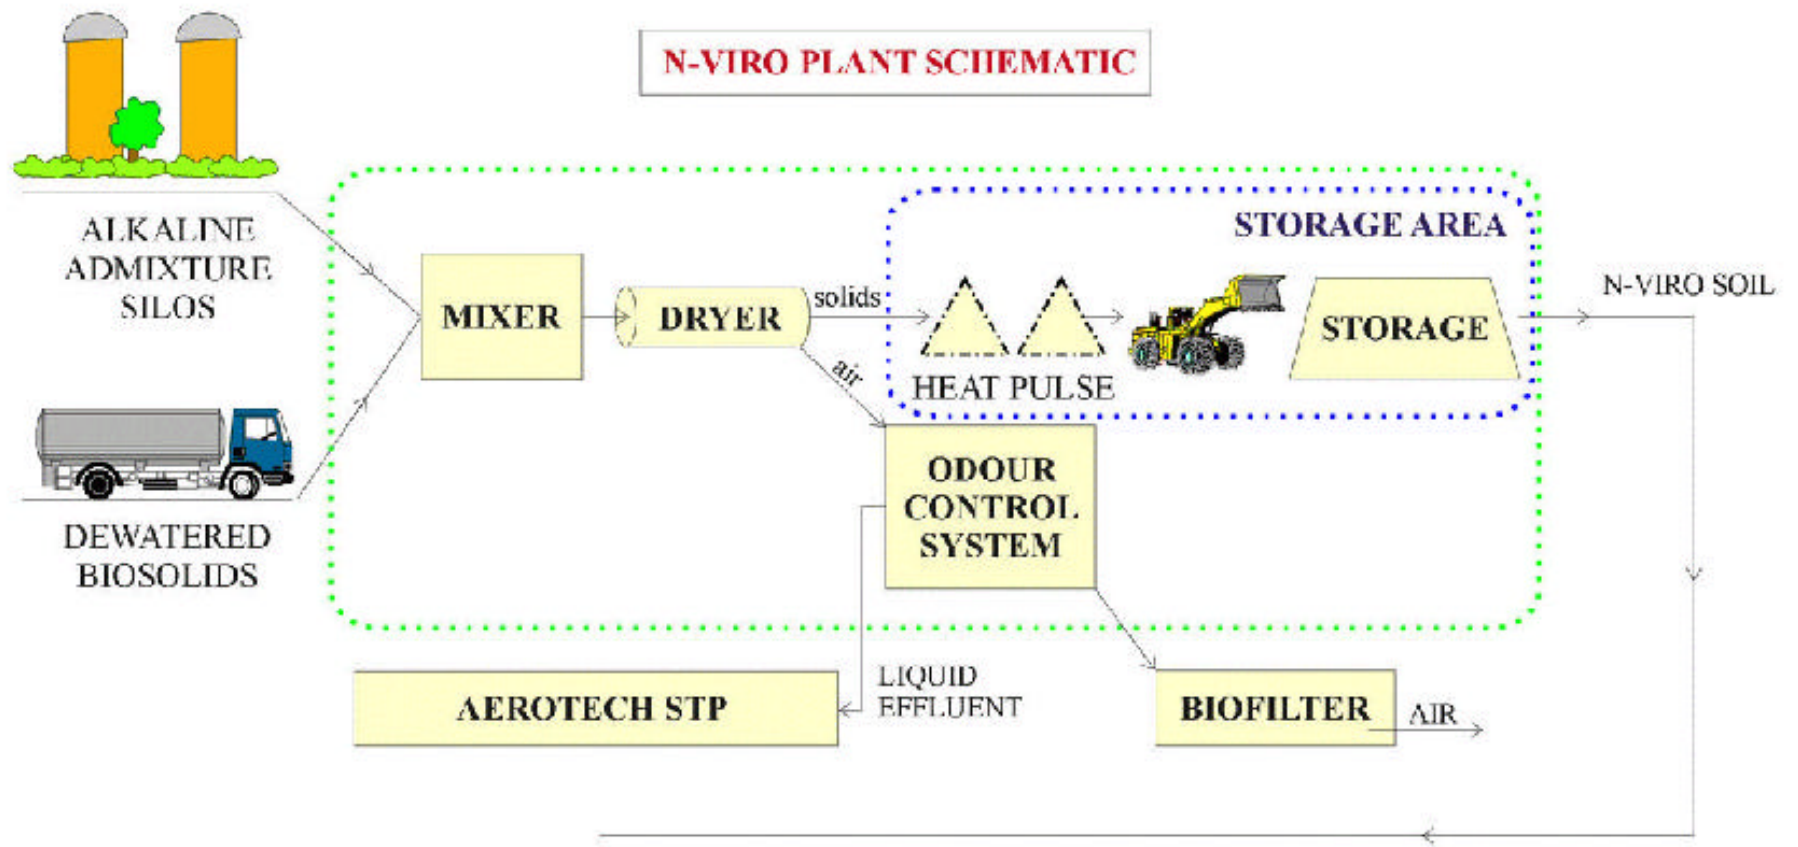 N-VIRO PLANT SCHEMATIC
ALKALINE
ADMIXTURE
SILOS
STORAGE AREA
MIXER
DRYER
solids
air
HEAT PULSE
STORAGE
N-VIRO SOIL
DEWATERED
BIOSOLIDS
ODOUR
CONTROL
SYSTEM
AEROTECH STP
LIQUID
EFFLUENT
BIOFILTER
AIR